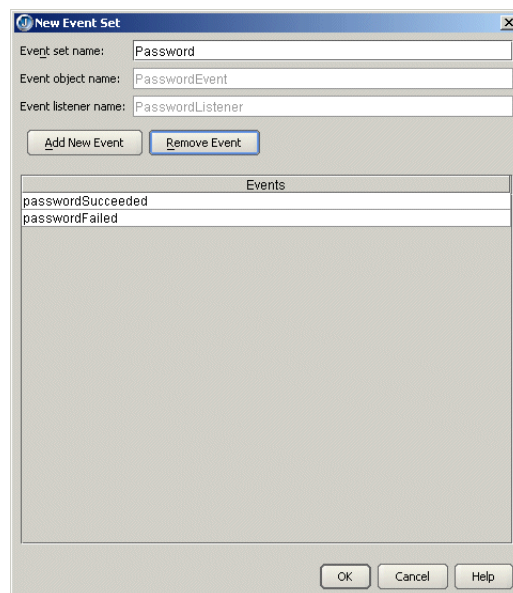 New Event Set
Event set name: Password
Event object name: PasswordEvent
Event listener name: PasswordListener
Add New Event Remove Event
Events
passwordSucceeded
passwordFailed
OK Cancel Help